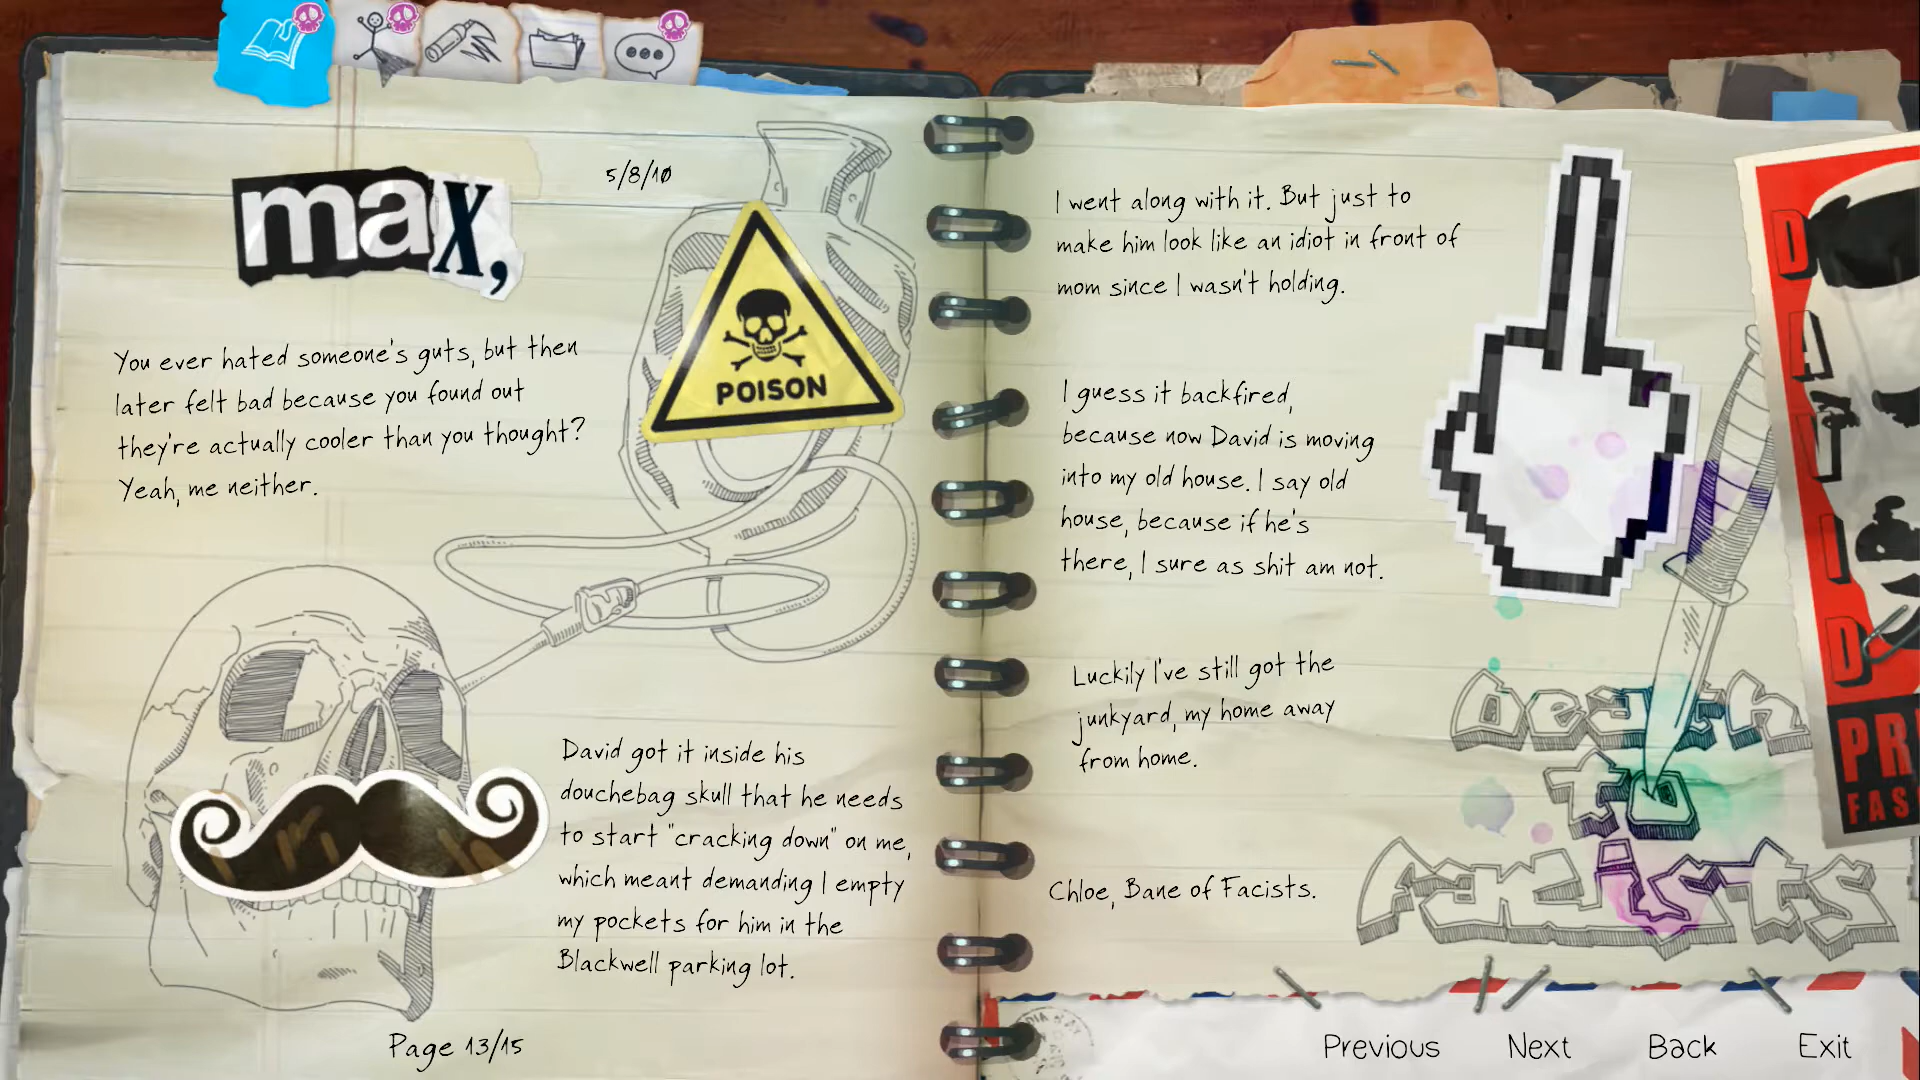 max,
5/8/10
You ever hated someone's guts, but then
later felt bad because you found out
they're actually cooler than you thought?
Yeah, me neither.
POISON
David got it inside his
douchebag skull that he needs
to start "cracking down" on me,
which meant demanding I empty
my pockets for him in the
Blackwell parking lot.
Page 13/15
I went along with it. But just to
make him look like an idiot in front of
mom since I wasn't holding.
I guess it backfired,
because now David is moving
into my old house. I say old
house, because if he's
there, I sure as shit am not.
Luckily I've still got the
junkyard, my home away
from home.
Chloe, Bane of Facists.
Death
to
Facists
DAVID
PR
FAS
Previous
Next
Back
Exit